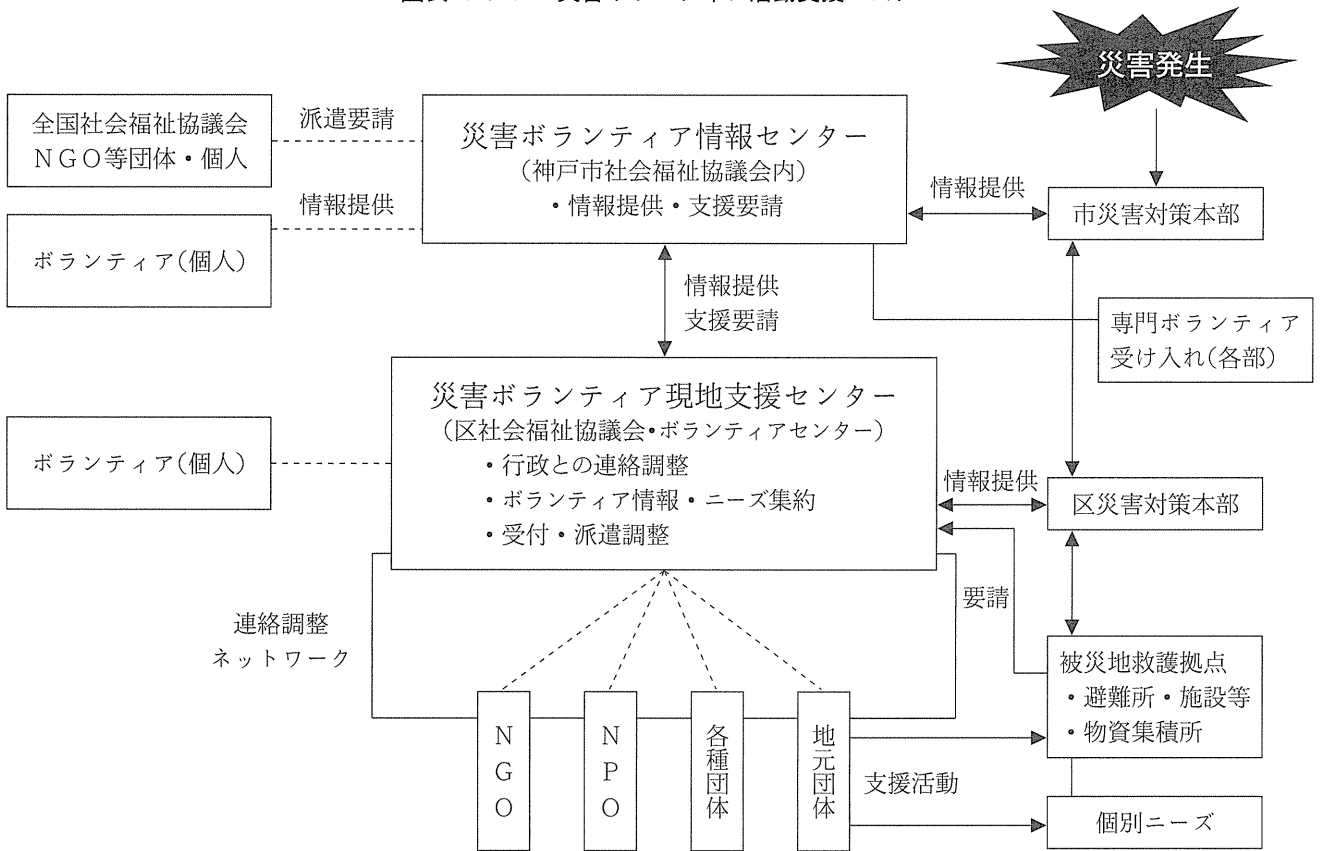 災害発生
全国社会福祉協議会
NGO等団体・個人
派遣要請
情報提供
ボランティア(個人)
災害ボランティア情報センター
(神戸市社会福祉協議会内)
・情報提供・支援要請
情報提供
市災害対策本部
情報提供
支援要請
専門ボランティア
受け入れ(各部)
災害ボランティア現地支援センター
(区社会福祉協議会・ボランティアセンター)
・行政との連絡調整
・ボランティア情報・ニーズ集約
・受付・派遣調整
ボランティア(個人)
情報提供
区災害対策本部
要請
連絡調整
ネットワーク
被災地救護拠点
・避難所・施設等
・物資集積所
NGO
NPO
各種団体
地元団体
支援活動
個別ニーズ